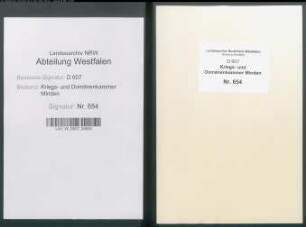 Landesarchiv NRW
Abteilung Westfalen
Bestands-Signatur: D 607
Bestand: Kriegs- und Domänenkammer
Minden
Signatur: Nr. 654
Landesarchiv Nordrhein-Westfalen
D 607
Kriegs- und
Domänenkammer Minden
Nr. 654